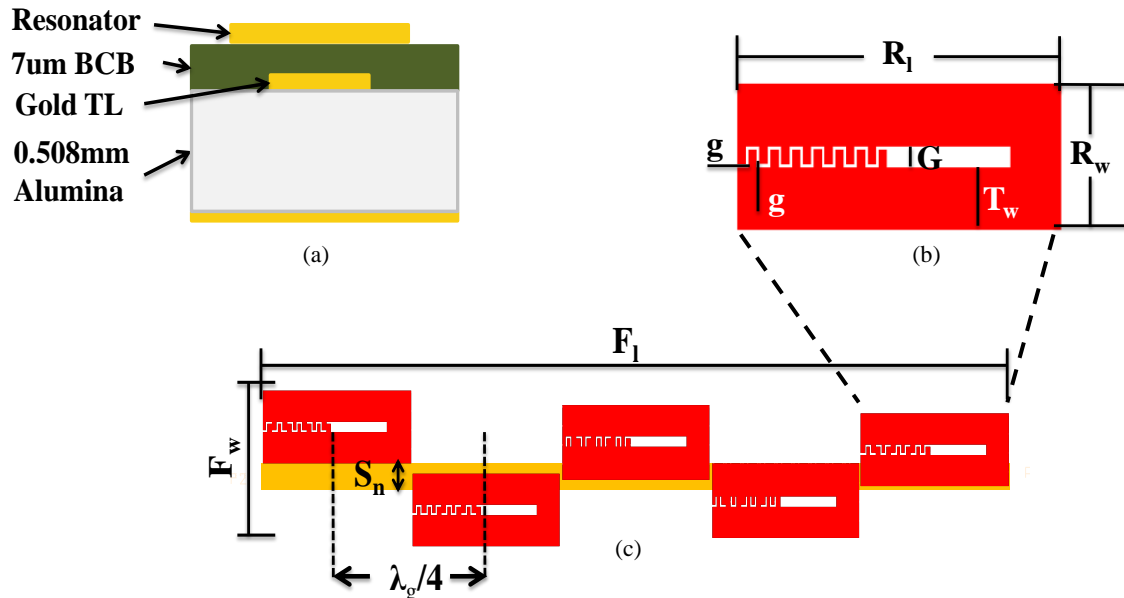 Resonator
7um BCB
Gold TL
0.508mm
Alumina
(a)
Rl
g
G
Rw
g
Tw
(b)
Fl
Fw
Sn
λg/4
(c)